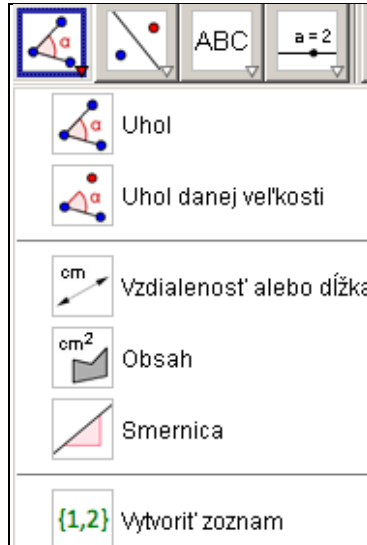 α ABC a = 2
α Uhol
α Uhol danej veľkosti
cm Vzdialenosť alebo dĺžka
cm² Obsah
Smernica
{1,2} Vytvoriť zoznam